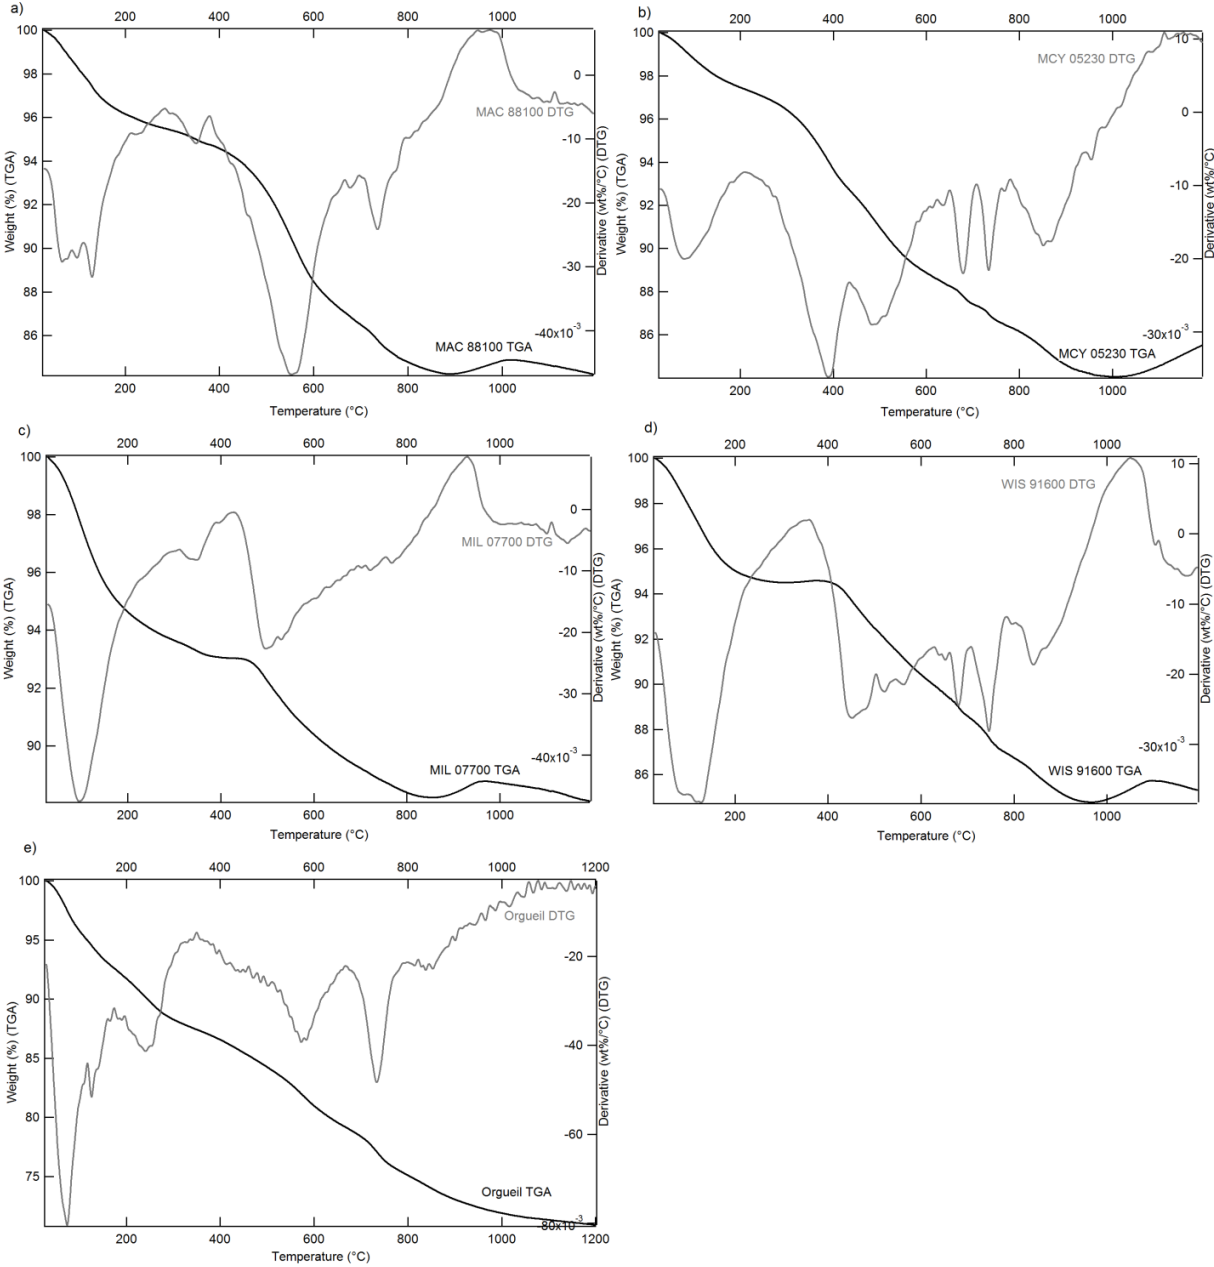 a)
200 400 600 800 1000
100
98
96
94
92
90
88
86
Weight (%) (TGA)
0
-10
-20
-30
-40x10-3
Derivative (wt%/°C) (DTG)
MAC 88100 DTG
MAC 88100 TGA
200 400 600 800 1000
Temperature (°C)
b)
200 400 600 800 1000
100
98
96
94
92
90
88
86
Weight (%) (TGA)
10
0
-10
-20
-30x10-3
Derivative (wt%/°C) (DTG)
MCY 05230 DTG
MCY 05230 TGA
200 400 600 800 1000
Temperature (°C)
c)
200 400 600 800 1000
100
98
96
94
92
90
Weight (%) (TGA)
0
-10
-20
-30
-40x10-3
Derivative (wt%/°C) (DTG)
MIL 07700 DTG
MIL 07700 TGA
200 400 600 800 1000
Temperature (°C)
d)
200 400 600 800 1000
100
98
96
94
92
90
88
86
Weight (%) (TGA)
10
0
-10
-20
-30x10-3
Derivative (wt%/°C) (DTG)
WIS 91600 DTG
WIS 91600 TGA
200 400 600 800 1000
Temperature (°C)
e)
200 400 600 800 1000 1200
100
95
90
85
80
75
Weight (%) (TGA)
-20
-40
-60
-80x10-3
Derivative (wt%/°C) (DTG)
Orgueil DTG
Orgueil TGA
200 400 600 800 1000 1200
Temperature (°C)